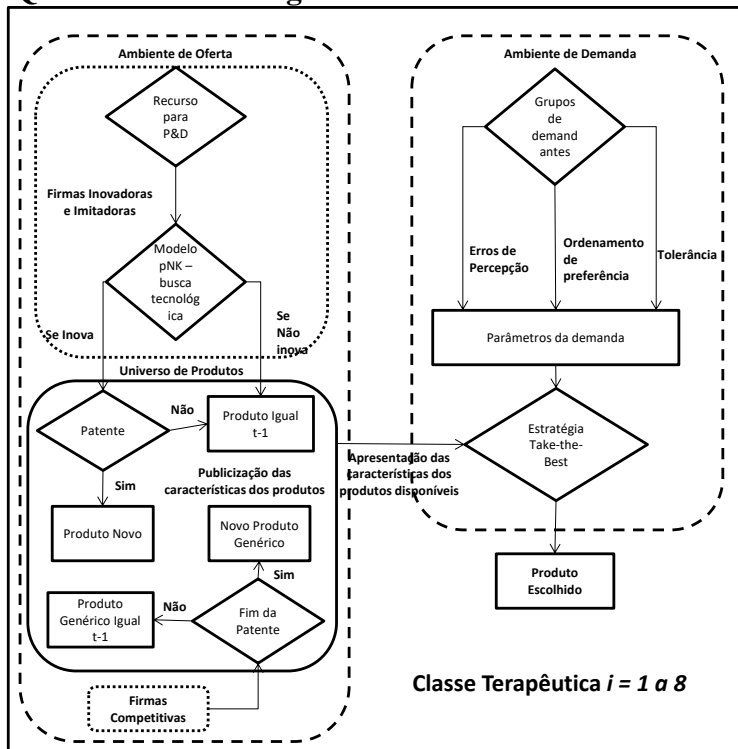 Ambiente de Oferta
Recurso
para
P&D
Firmas Inovadoras
e Imitadoras
Modelo
pNK –
busca
tecnológ
ica
Se Inova
Se
Não
inova
Universo de Produtos
Patente
Não
Produto Igual
t-1
Sim
Publicização das
características dos produtos
Produto Novo
Novo Produto
Genérico
Sim
Produto
Genérico Igual
t-1
Não
Fim da
Patente
Firmas
Competitivas
Ambiente de Demanda
Grupos
de
demand
antes
Erros de
Percepção
Ordenamento
de
preferência
Tolerância
Parâmetros da demanda
Estratégia
Take-the-
Best
Apresentação das
características dos
produtos disponíveis
Produto
Escolhido
Classe Terapêutica i = 1 a 8